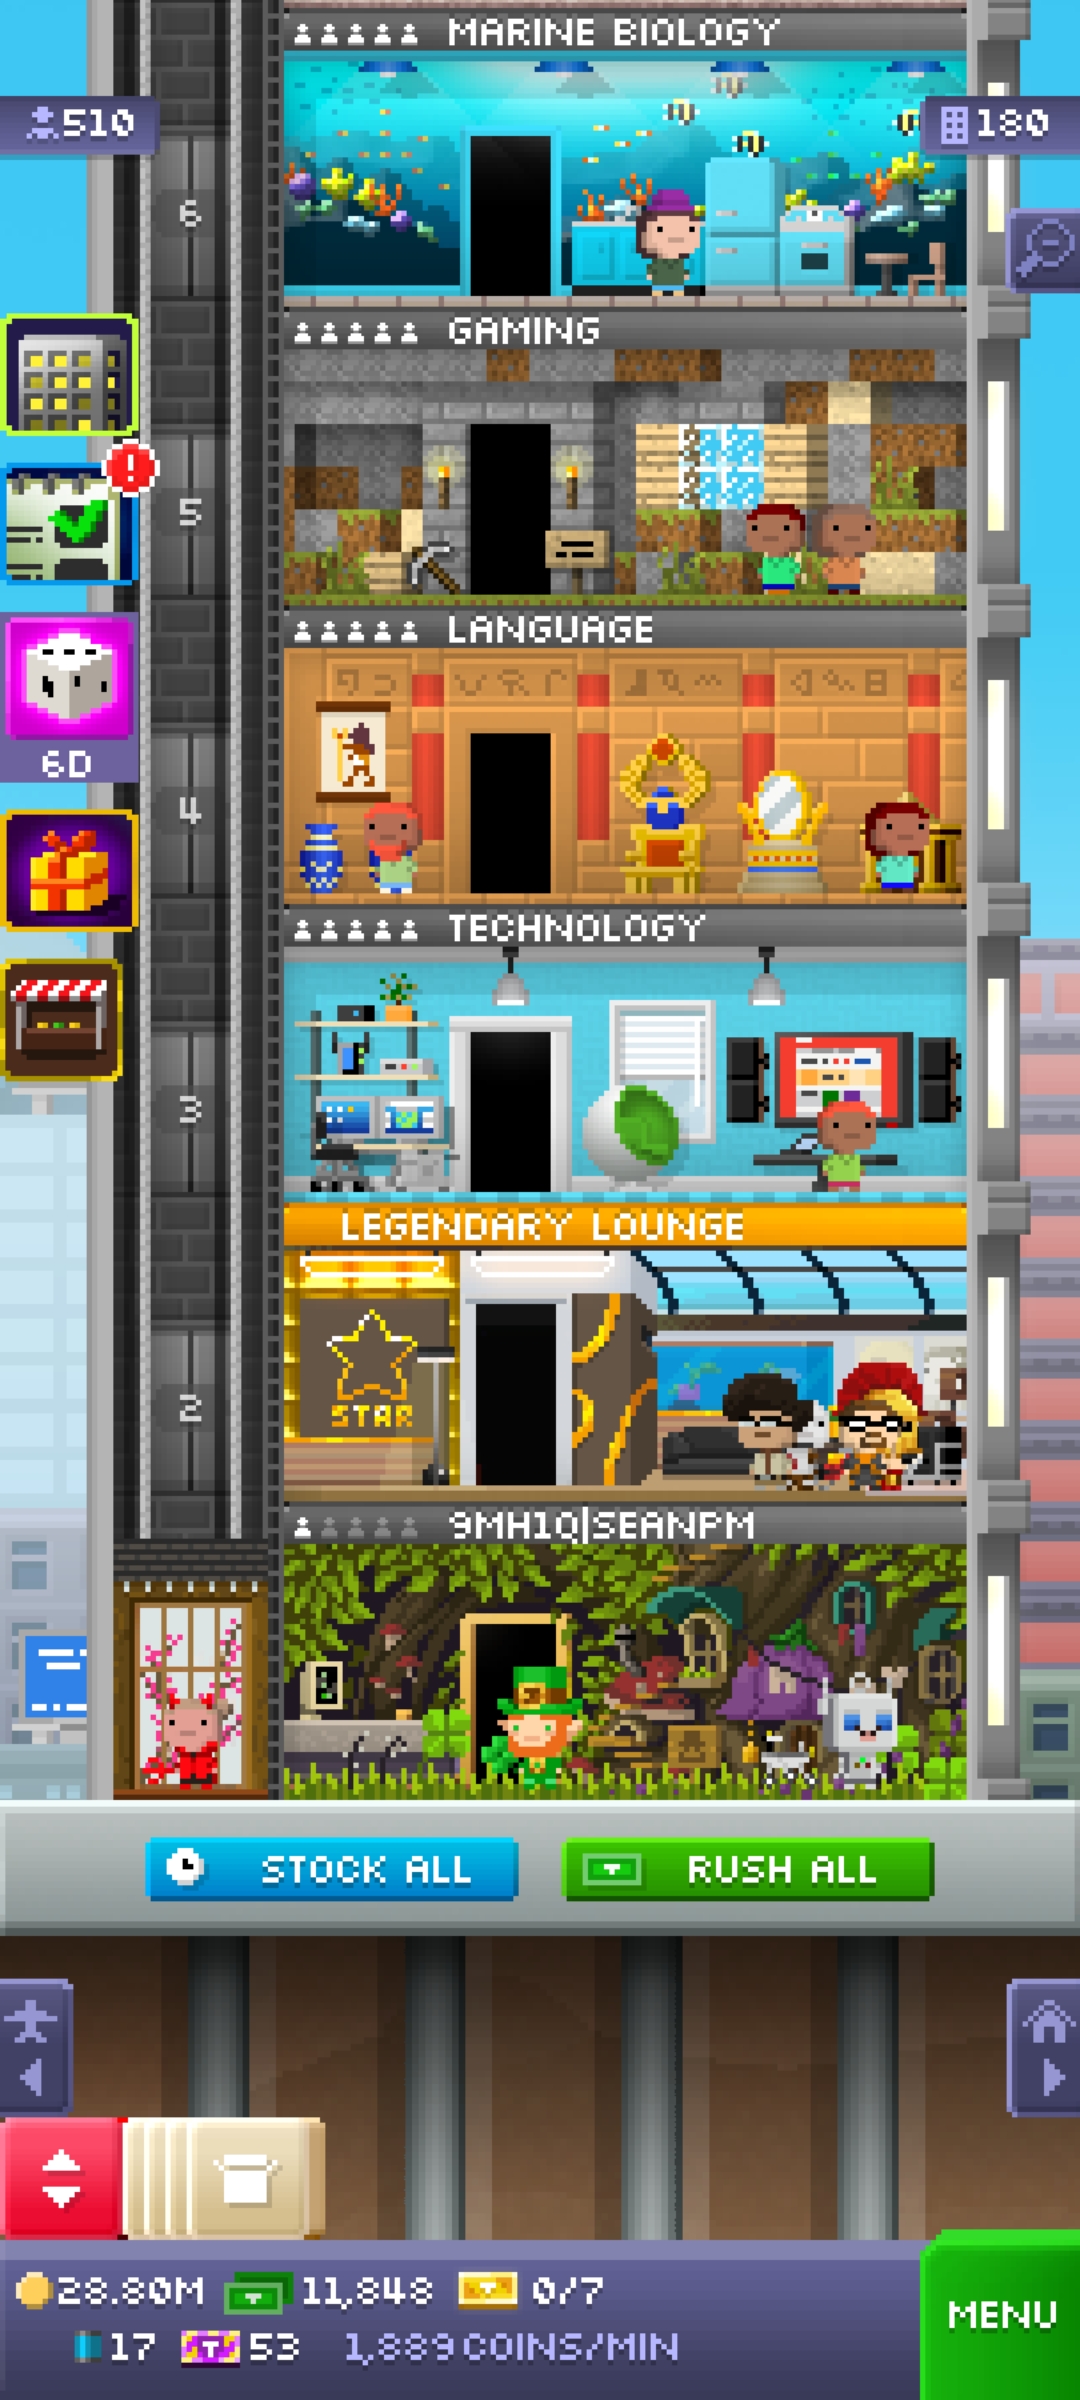 MARINE BIOLOGY
510
180
6
GAMING
5
LANGUAGE
6D
4
TECHNOLOGY
3
LEGENDARY LOUNGE
STAR
2
9MH1Q|SEANPM
STOCK ALL
RUSH ALL
28.80M
11,848
0/7
17
53
1,889 COINS/MIN
MENU